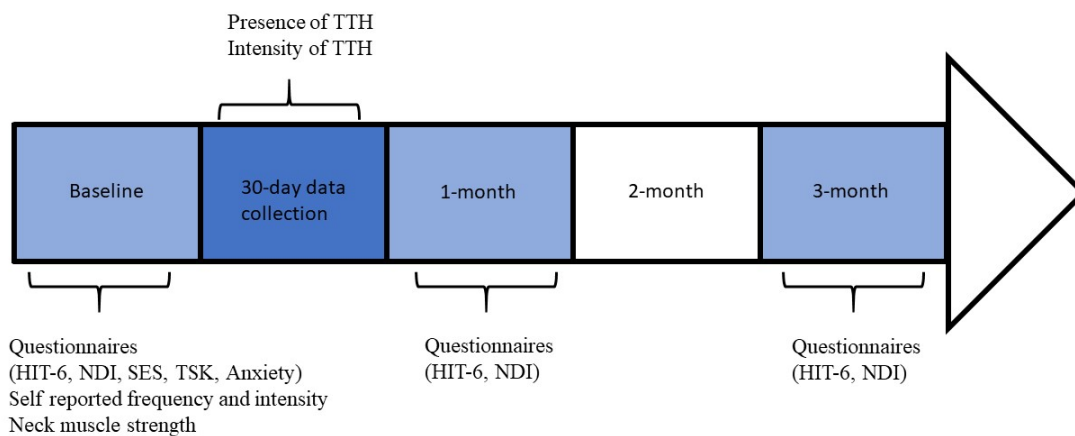 Presence of TTH
Intensity of TTH
Baseline
30-day data
collection
1-month
2-month
3-month
Questionnaires
(HIT-6, NDI, SES, TSK, Anxiety)
Self reported frequency and intensity
Neck muscle strength
Questionnaires
(HIT-6, NDI)
Questionnaires
(HIT-6, NDI)